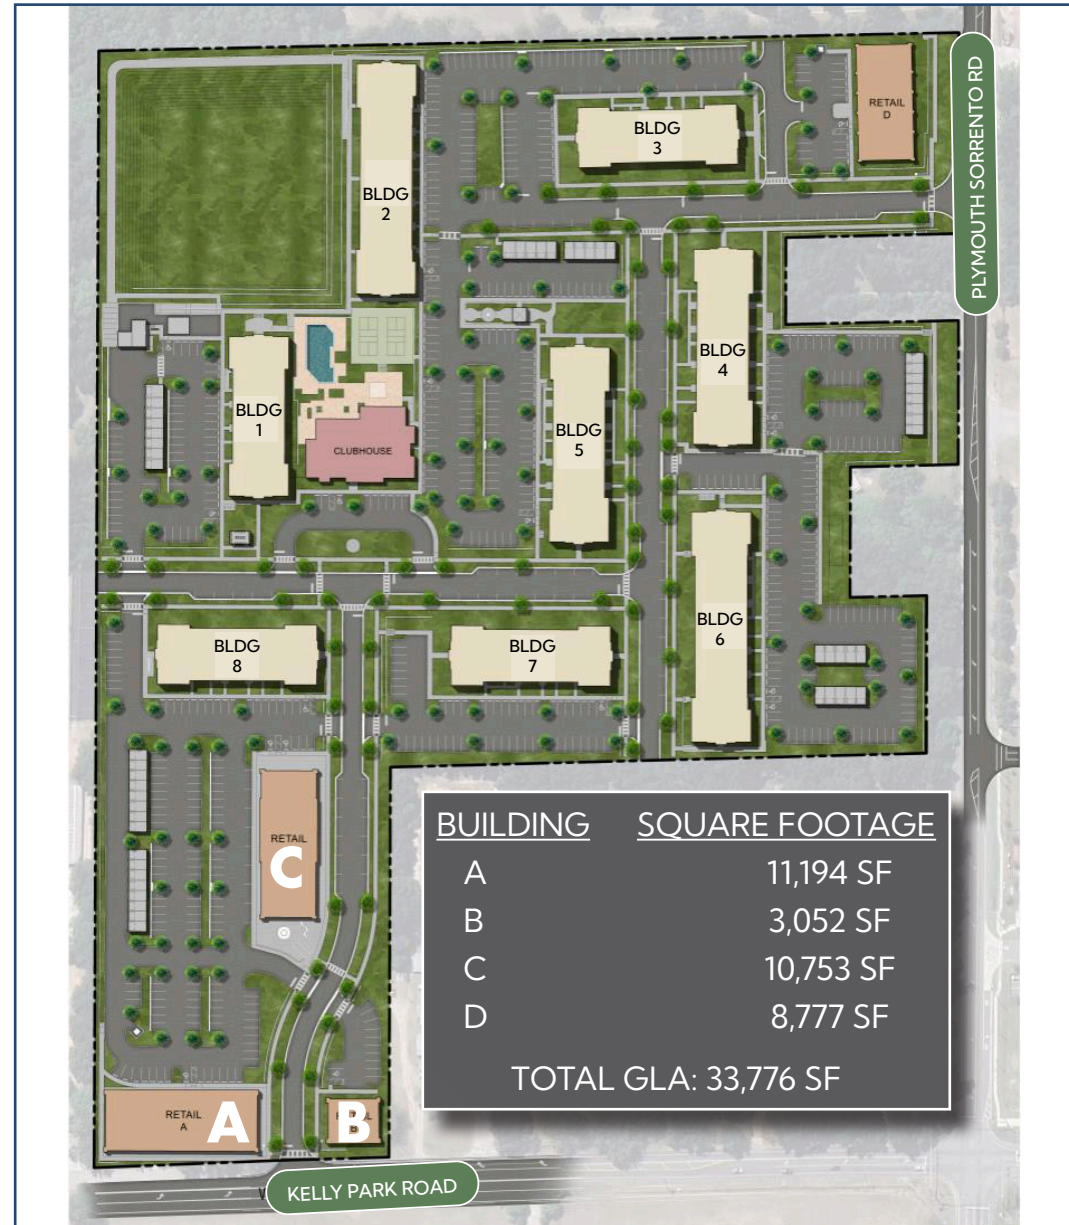 PLYMOUTH SORRENTO RD
RETAIL
D
BLDG
3
BLDG
2
BLDG
4
BLDG
1
CLUBHOUSE
BLDG
5
BLDG
6
BLDG
8
BLDG
7
RETAIL
C
BUILDING SQUARE FOOTAGE
A 11,194 SF
B 3,052 SF
C 10,753 SF
D 8,777 SF
TOTAL GLA: 33,776 SF
RETAIL
A
A
B
KELLY PARK ROAD